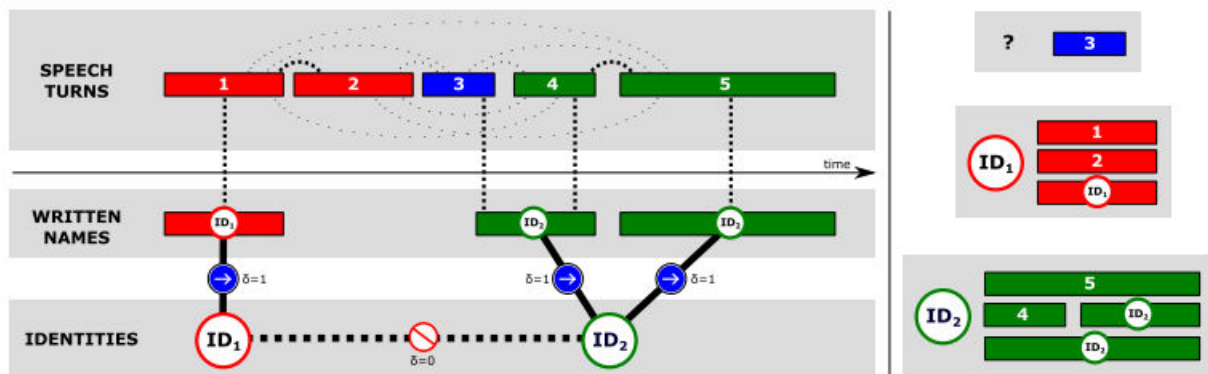 SPEECH
TURNS
1 2 3 4 5
time
WRITTEN
NAMES
ID₁ ID₂ ID₂
δ=1 δ=1 δ=1
IDENTITIES
ID₁ ID₂
δ=0
? 3
1
ID₁ 2
ID₁
5
ID₂ 4 ID₂
ID₂